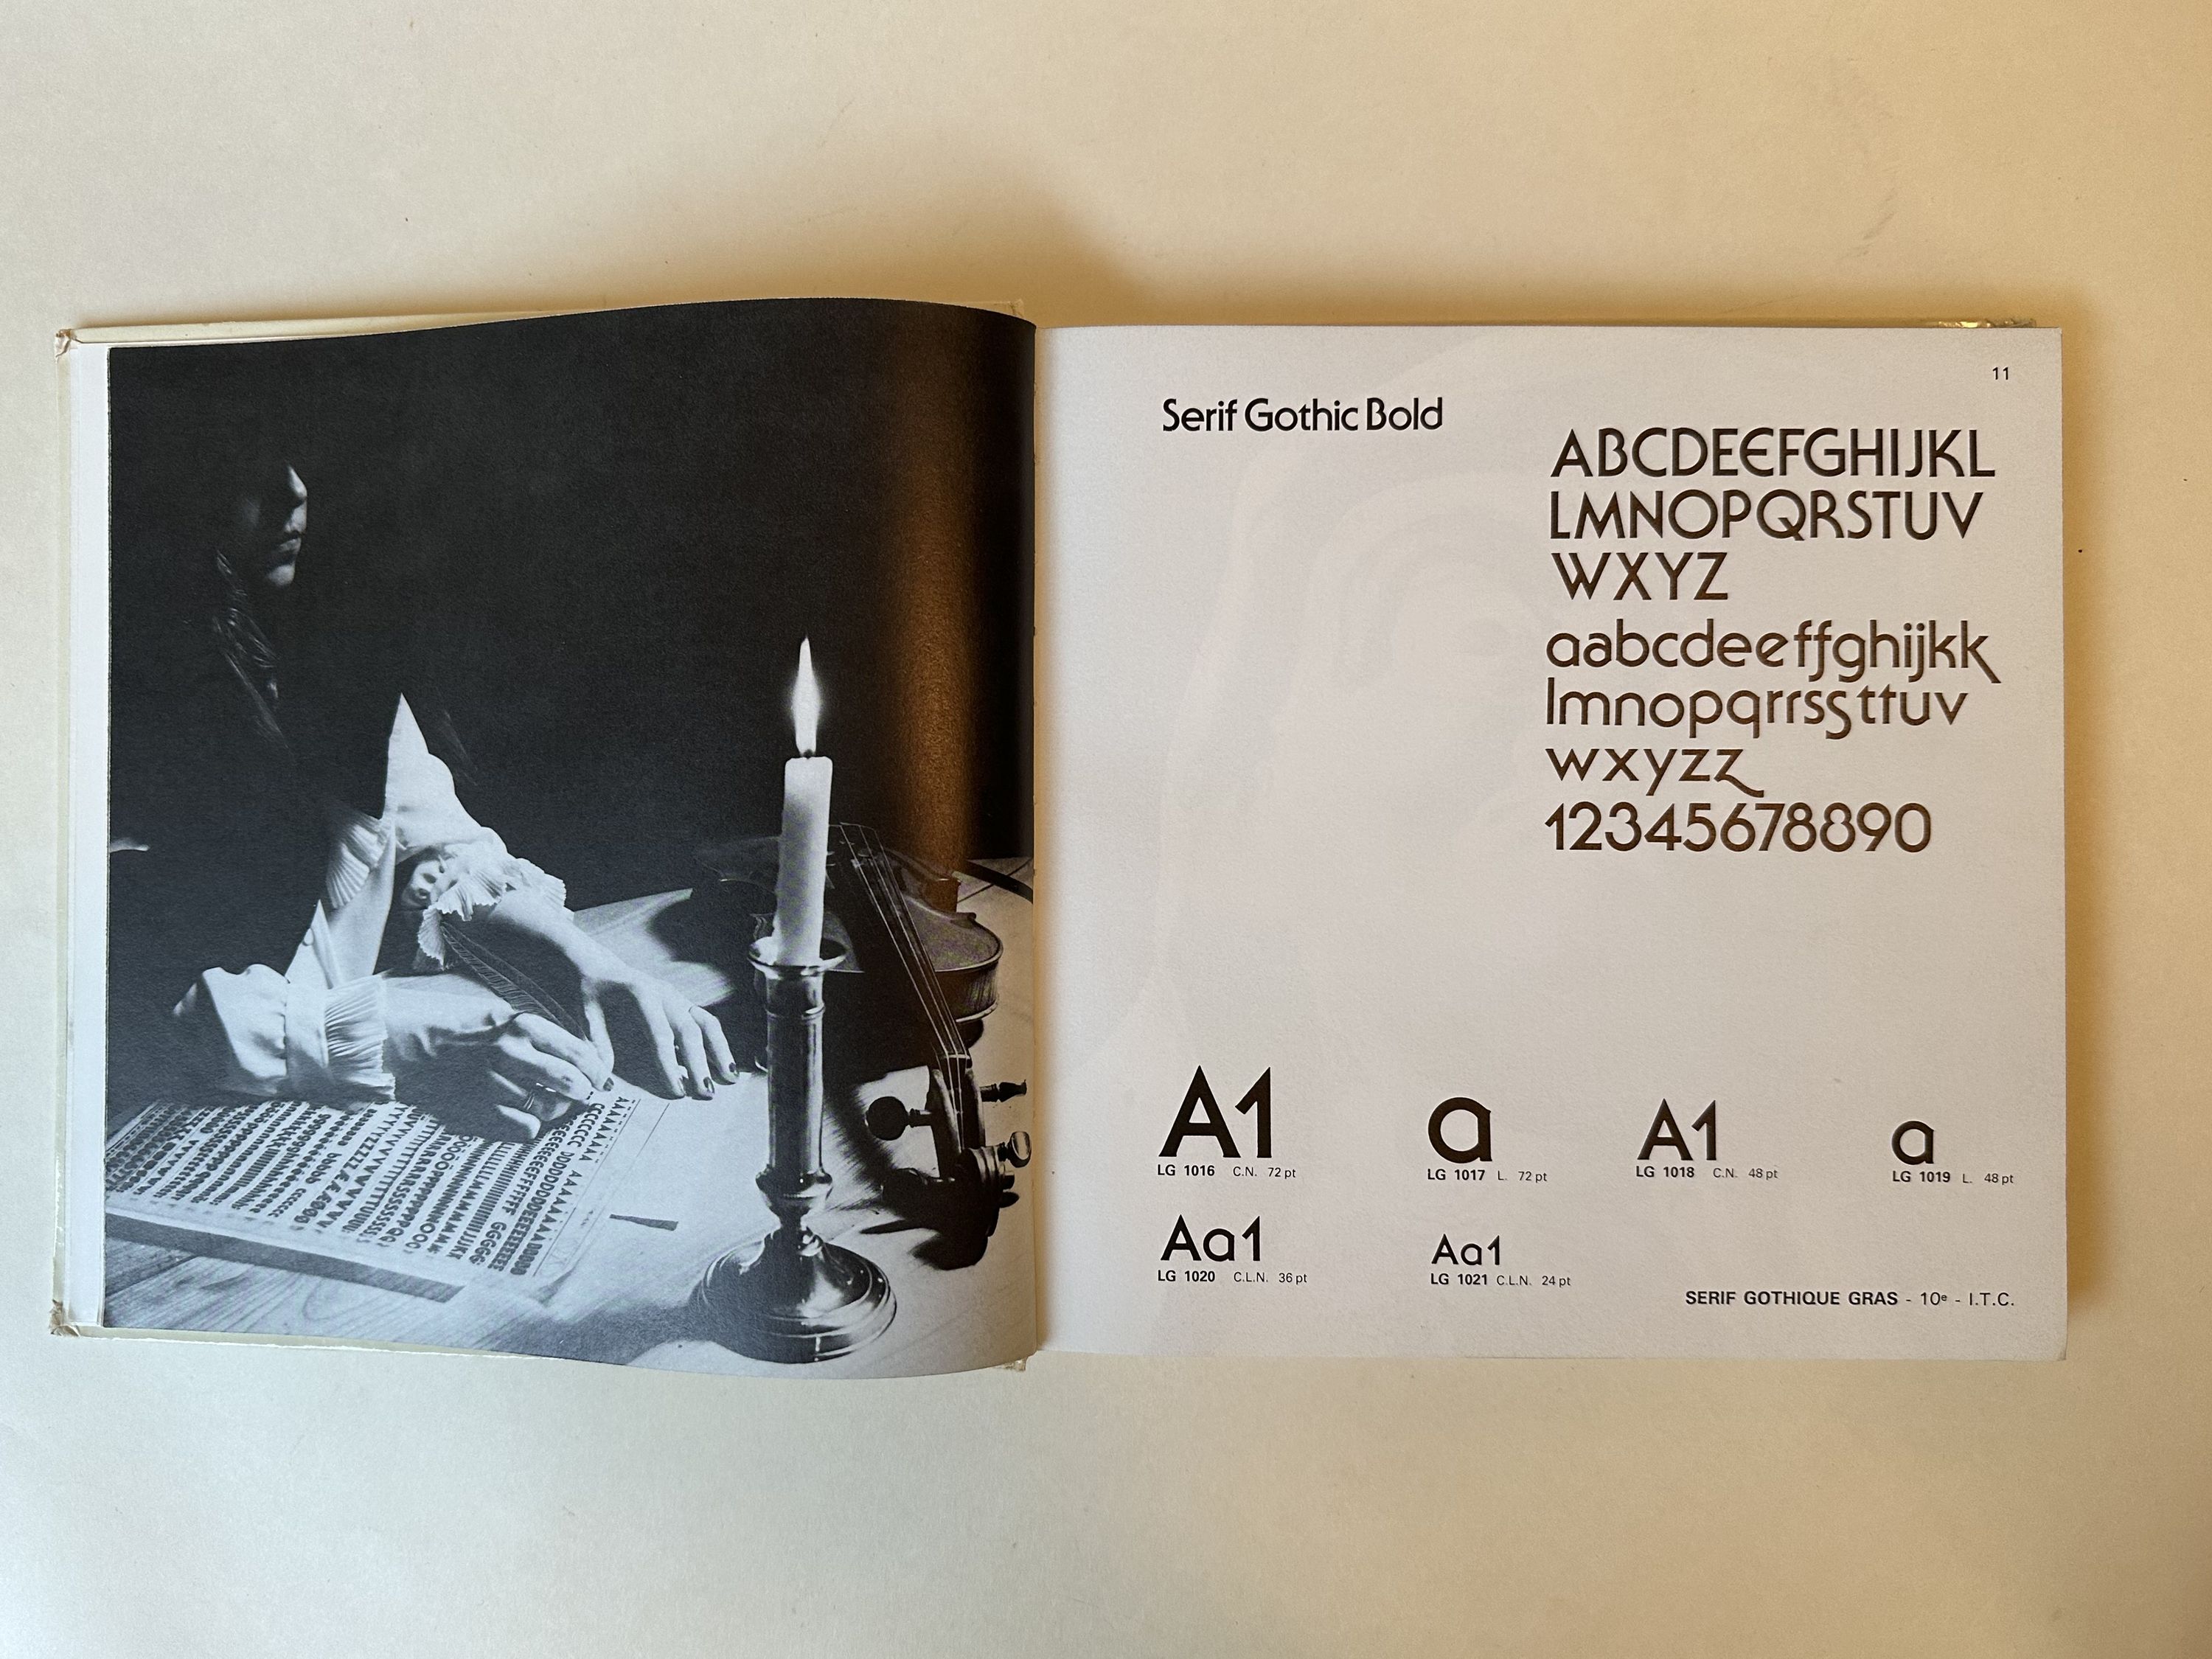 11
Serif Gothic Bold
ABCDEEFGHIJKL
LMNOPQRSTUV
WXYZ
aabcdeeffghijkk
lmnopqrrssttuv
wxyzz
12345678890
A1
LG 1016 C.N. 72 pt
a
LG 1017 L. 72 pt
A1
LG 1018 C.N. 48 pt
a
LG 1019 L. 48 pt
Aa1
LG 1020 C.L.N. 36 pt
Aa1
LG 1021 C.L.N. 24 pt
SERIF GOTHIQUE GRAS - 10e - I.T.C.